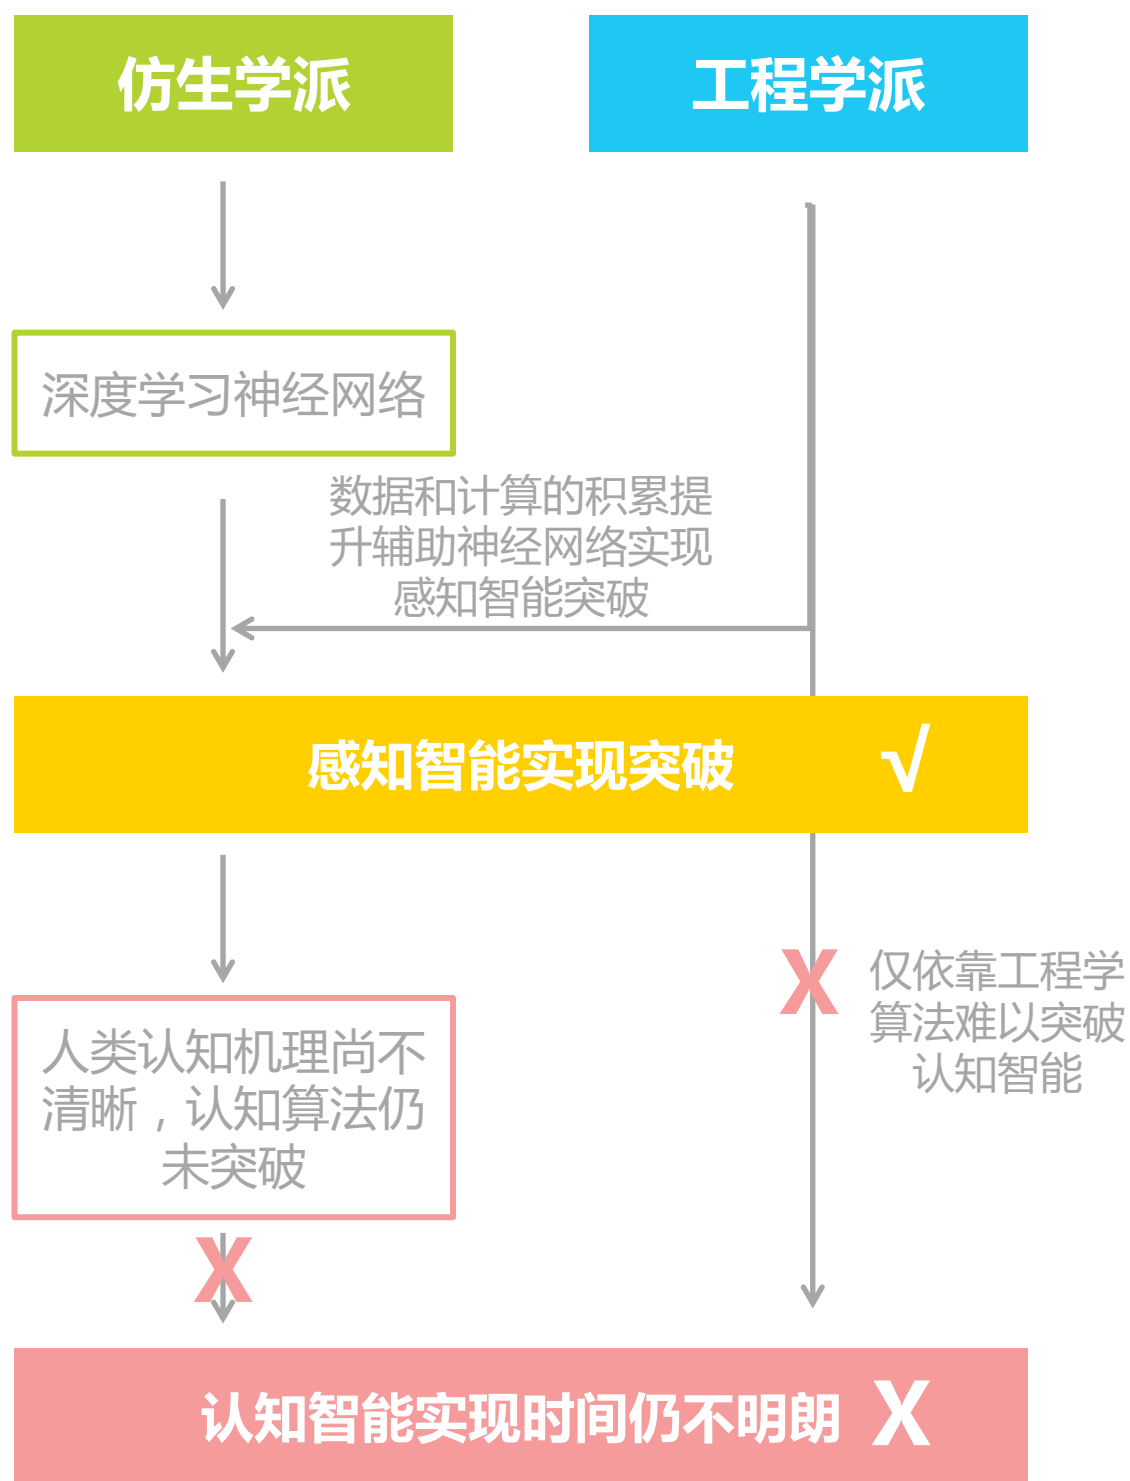 仿生学派
工程学派
深度学习神经网络
数据和计算的积累提
升辅助神经网络实现
感知智能突破
感知智能实现突破 √
X
仅依靠工程学
算法难以突破
认知智能
人类认知机理尚不
清晰，认知算法仍
未突破
X
认知智能实现时间仍不明朗 X